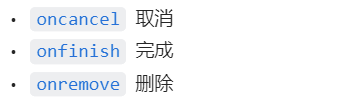 • oncancel 取消
• onfinish 完成
• onremove 删除